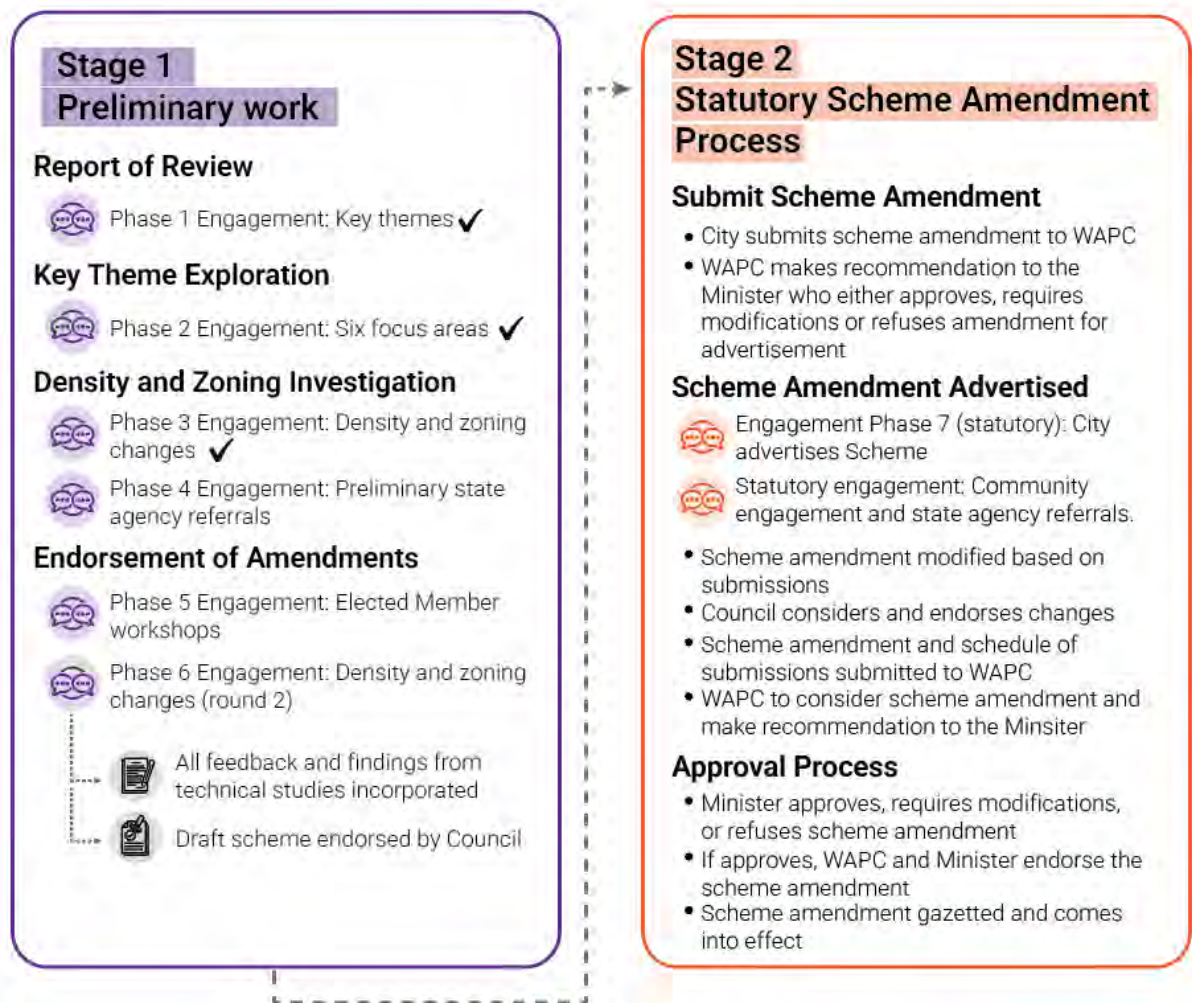 Stage 1
Preliminary work
Report of Review
Phase 1 Engagement: Key themes ✔
Key Theme Exploration
Phase 2 Engagement: Six focus areas ✔
Density and Zoning Investigation
Phase 3 Engagement: Density and zoning
changes ✔
Phase 4 Engagement: Preliminary state
agency referrals
Endorsement of Amendments
Phase 5 Engagement: Elected Member
workshops
Phase 6 Engagement: Density and zoning
changes (round 2)
All feedback and findings from
technical studies incorporated
Draft scheme endorsed by Council
Stage 2
Statutory Scheme Amendment
Process
Submit Scheme Amendment
• City submits scheme amendment to WAPC
• WAPC makes recommendation to the
Minister who either approves, requires
modifications or refuses amendment for
advertisement
Scheme Amendment Advertised
Engagement Phase 7 (statutory): City
advertises Scheme
Statutory engagement: Community
engagement and state agency referrals.
• Scheme amendment modified based on
submissions
• Council considers and endorses changes
• Scheme amendment and schedule of
submissions submitted to WAPC
• WAPC to consider scheme amendment and
make recommendation to the Minsiter
Approval Process
• Minister approves, requires modifications,
or refuses scheme amendment
• If approves, WAPC and Minister endorse the
scheme amendment
• Scheme amendment gazetted and comes
into effect